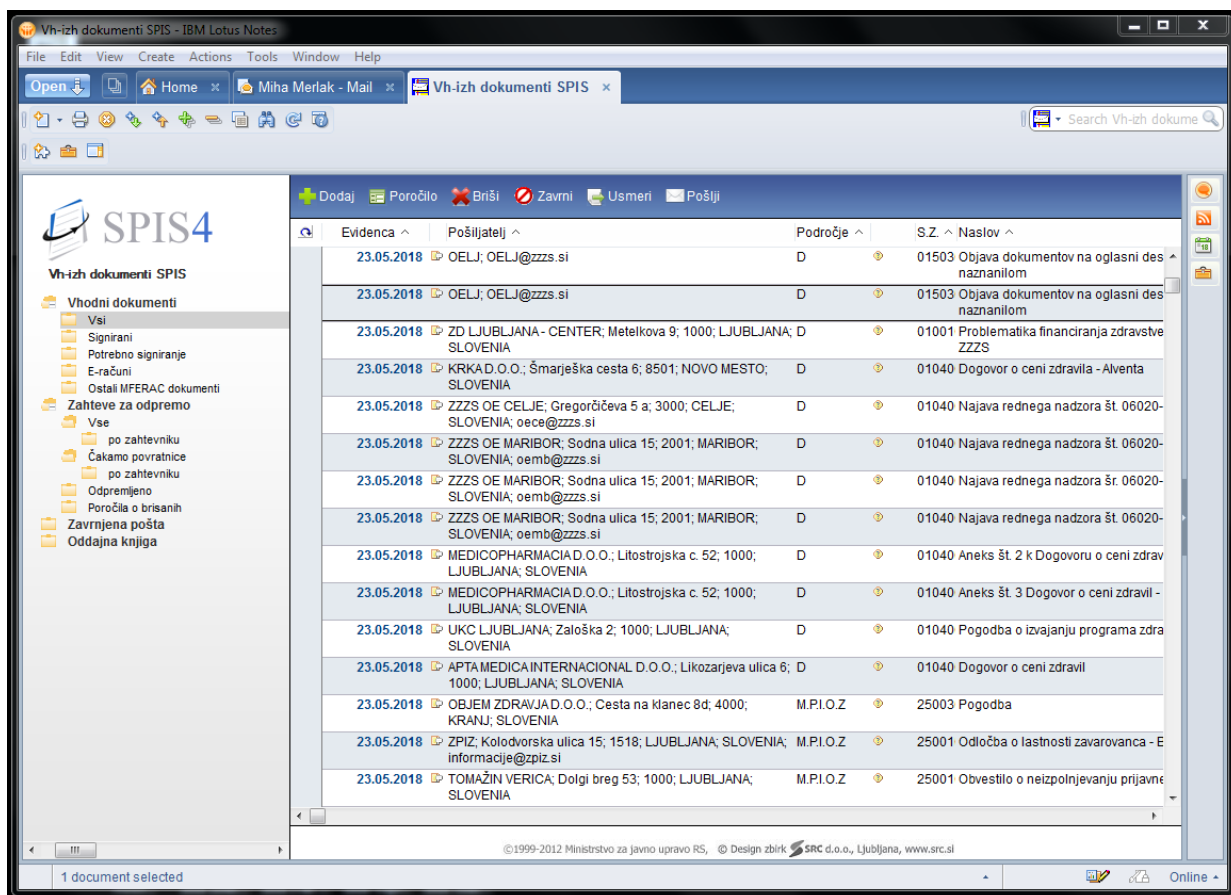 Vh-izh dokumenti SPIS - IBM Lotus Notes
File Edit View Create Actions Tools Window Help
Open Home Miha Merlak - Mail Vh-izh dokumenti SPIS
Search Vh-izh dokume
SPIS4
Vh-izh dokumenti SPIS
Vhodni dokumenti
Vsi
Signirani
Potrebno signiranje
E-računi
Ostali MFERAC dokumenti
Zahteve za odpremo
Vse
po zahtevniku
Čakamo povratnice
po zahtevniku
Odpremljeno
Poročila o brisanih
Zavrnjena pošta
Oddajna knjiga
Dodaj Poročilo Briši Zavrni Usmeri Pošlji
Evidenca Pošiljatelj Področje S.Z. Naslov
23.05.2018 OELJ; OELJ@zzzs.si D 01503 Objava dokumentov na oglasni des
naznanilom
23.05.2018 OELJ; OELJ@zzzs.si D 01503 Objava dokumentov na oglasni des
naznanilom
23.05.2018 ZD LJUBLJANA - CENTER; Metelkova 9; 1000; LJUBLJANA; D 01001 Problematika financiranja zdravstve
SLOVENIA ZZZS
23.05.2018 KRKA D.O.O.; Šmarješka cesta 6; 8501; NOVO MESTO; D 01040 Dogovor o ceni zdravila - Alventa
SLOVENIA
23.05.2018 ZZZS OE CELJE; Gregorčičeva 5 a; 3000; CELJE; D 01040 Najava rednega nadzora št. 06020-
SLOVENIA; oece@zzzs.si
23.05.2018 ZZZS OE MARIBOR; Sodna ulica 15; 2001; MARIBOR; D 01040 Najava rednega nadzora št. 06020-
SLOVENIA; oemb@zzzs.si
23.05.2018 ZZZS OE MARIBOR; Sodna ulica 15; 2001; MARIBOR; D 01040 Najava rednega nadzora šr. 06020-
SLOVENIA; oemb@zzzs.si
23.05.2018 ZZZS OE MARIBOR; Sodna ulica 15; 2001; MARIBOR; D 01040 Najava rednega nadzora št. 06020-
SLOVENIA; oemb@zzzs.si
23.05.2018 MEDICOPHARMACIA D.O.O.; Litostrojska c. 52; 1000; D 01040 Aneks št. 2 k Dogovoru o ceni zdrav
LJUBLJANA; SLOVENIA
23.05.2018 MEDICOPHARMACIA D.O.O.; Litostrojska c. 52; 1000; D 01040 Aneks št. 3 Dogovor o ceni zdravil -
LJUBLJANA; SLOVENIA
23.05.2018 UKC LJUBLJANA; Zaloška 2; 1000; LJUBLJANA; D 01040 Pogodba o izvajanju programa zdra
SLOVENIA
23.05.2018 APTA MEDICA INTERNACIONAL D.O.O.; Likozarjeva ulica 6; D 01040 Dogovor o ceni zdravil
1000; LJUBLJANA; SLOVENIA
23.05.2018 OBJEM ZDRAVJA D.O.O.; Cesta na klanec 8d; 4000; M.P.I.O.Z 25003 Pogodba
KRANJ; SLOVENIA
23.05.2018 ZPIZ; Kolodvorska ulica 15; 1518; LJUBLJANA; SLOVENIA; M.P.I.O.Z 25001 Odločba o lastnosti zavarovanca - E
informacije@zpiz.si
23.05.2018 TOMAŽIN VERICA; Dolgi breg 53; 1000; LJUBLJANA; M.P.I.O.Z 25001 Obvestilo o neizpolnjevanju prijavne
SLOVENIA
©1999-2012 Ministrstvo za javno upravo RS, © Design zbirk SRC d.o.o., Ljubljana, www.src.si
1 document selected Online